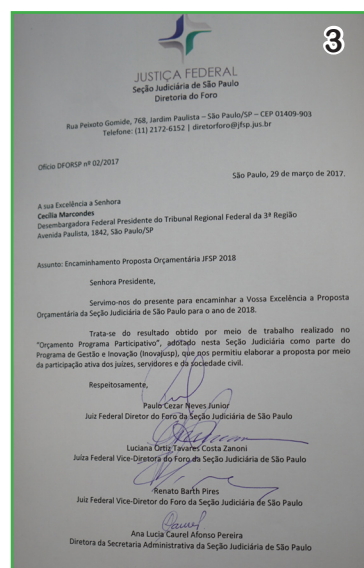 3
JUSTIÇA FEDERAL
Seção Judiciária de São Paulo
Diretoria do Foro
Rua Peixoto Gomide, 768, Jardim Paulista – São Paulo/SP – CEP 01409-903
Telefone: (11) 2172-6152 | diretorforo@jfsp.jus.br
Ofício DFORSP nº 02/2017
São Paulo, 29 de março de 2017.
A sua Excelência a Senhora
Cecília Marcondes
Desembargadora Federal Presidente do Tribunal Regional Federal da 3ª Região
Avenida Paulista, 1842, São Paulo/SP
Assunto: Encaminhamento Proposta Orçamentária JFSP 2018
Senhora Presidente,
Servimo-nos do presente para encaminhar a Vossa Excelência a Proposta
Orçamentária da Seção Judiciária de São Paulo para o ano de 2018.
Trata-se do resultado obtido por meio de trabalho realizado no
"Orçamento Programa Participativo", adotado nesta Seção Judiciária como parte do
Programa de Gestão e Inovação (Inovajusp), que nos permitiu elaborar a proposta por meio
da participação ativa dos juízes, servidores e da sociedade civil.
Respeitosamente,
Paulo Cezar Neves Junior
Juiz Federal Diretor do Foro da Seção Judiciária de São Paulo
Luciana Ortiz Tavares Costa Zanoni
Juíza Federal Vice-Diretora do Foro da Seção Judiciária de São Paulo
Renato Barth Pires
Juiz Federal Vice-Diretor do Foro da Seção Judiciária de São Paulo
Ana Lucia Caurel Afonso Pereira
Diretora da Secretaria Administrativa da Seção Judiciária de São Paulo